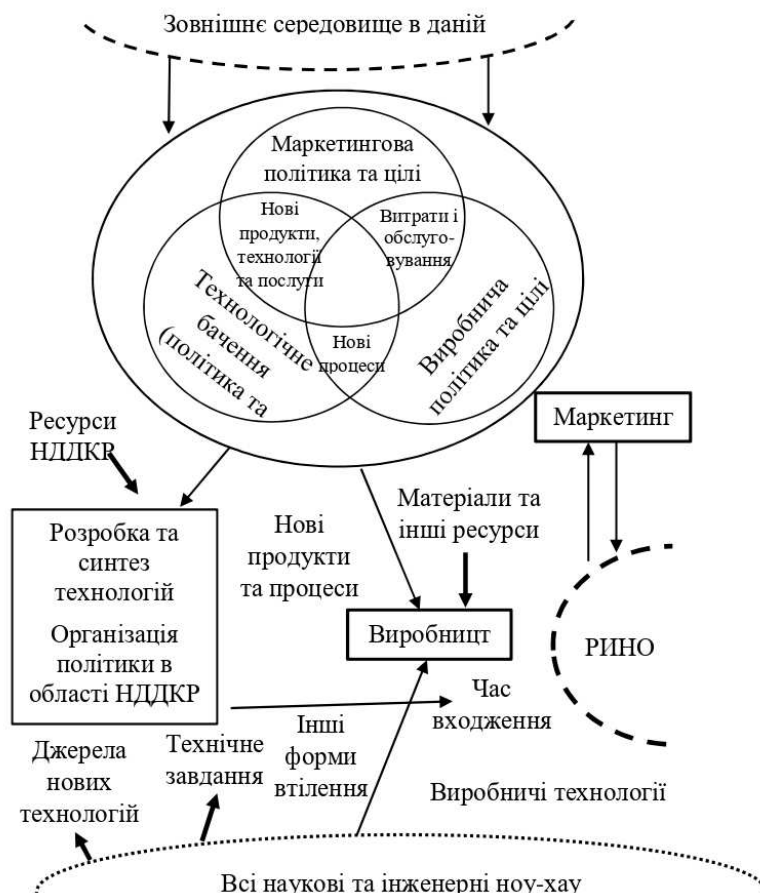 Зовнішнє середовище в даній
Маркетингова
політика та цілі
Нові
продукти,
технології
та послуги
Витрати і
обслуго-
вування
Технологічне
бачення
(політика та
Нові
процеси
Виробнича
політика та цілі
Маркетинг
Ресурси
НДДКР
Розробка та
синтез
технологій
Організація
політики в
області НДДКР
Нові
продукти
та процеси
Матеріали та
інші ресурси
Виробницт
РИНО
Час
входження
Інші
форми
втілення
Технічне
завдання
Джерела
нових
технологій
Виробничі технології
Всі наукові та інженерні ноу-хау